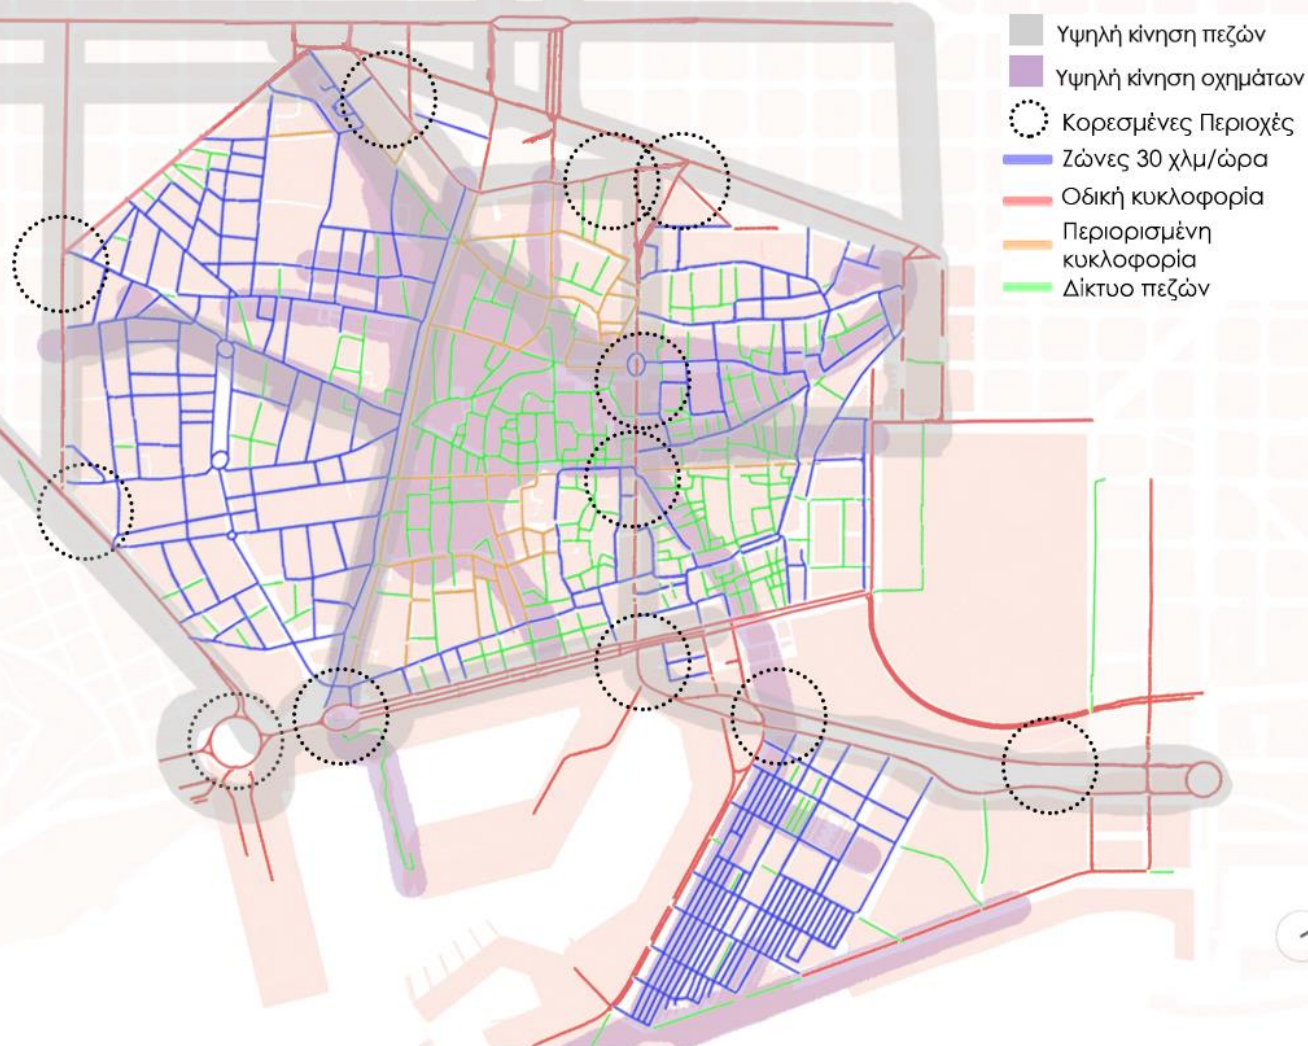 Υψηλή κίνηση πεζών
Υψηλή κίνηση οχημάτων
Κορεσμένες Περιοχές
Ζώνες 30 χλμ/ώρα
Οδική κυκλοφορία
Περιορισμένη
κυκλοφορία
Δίκτυο πεζών